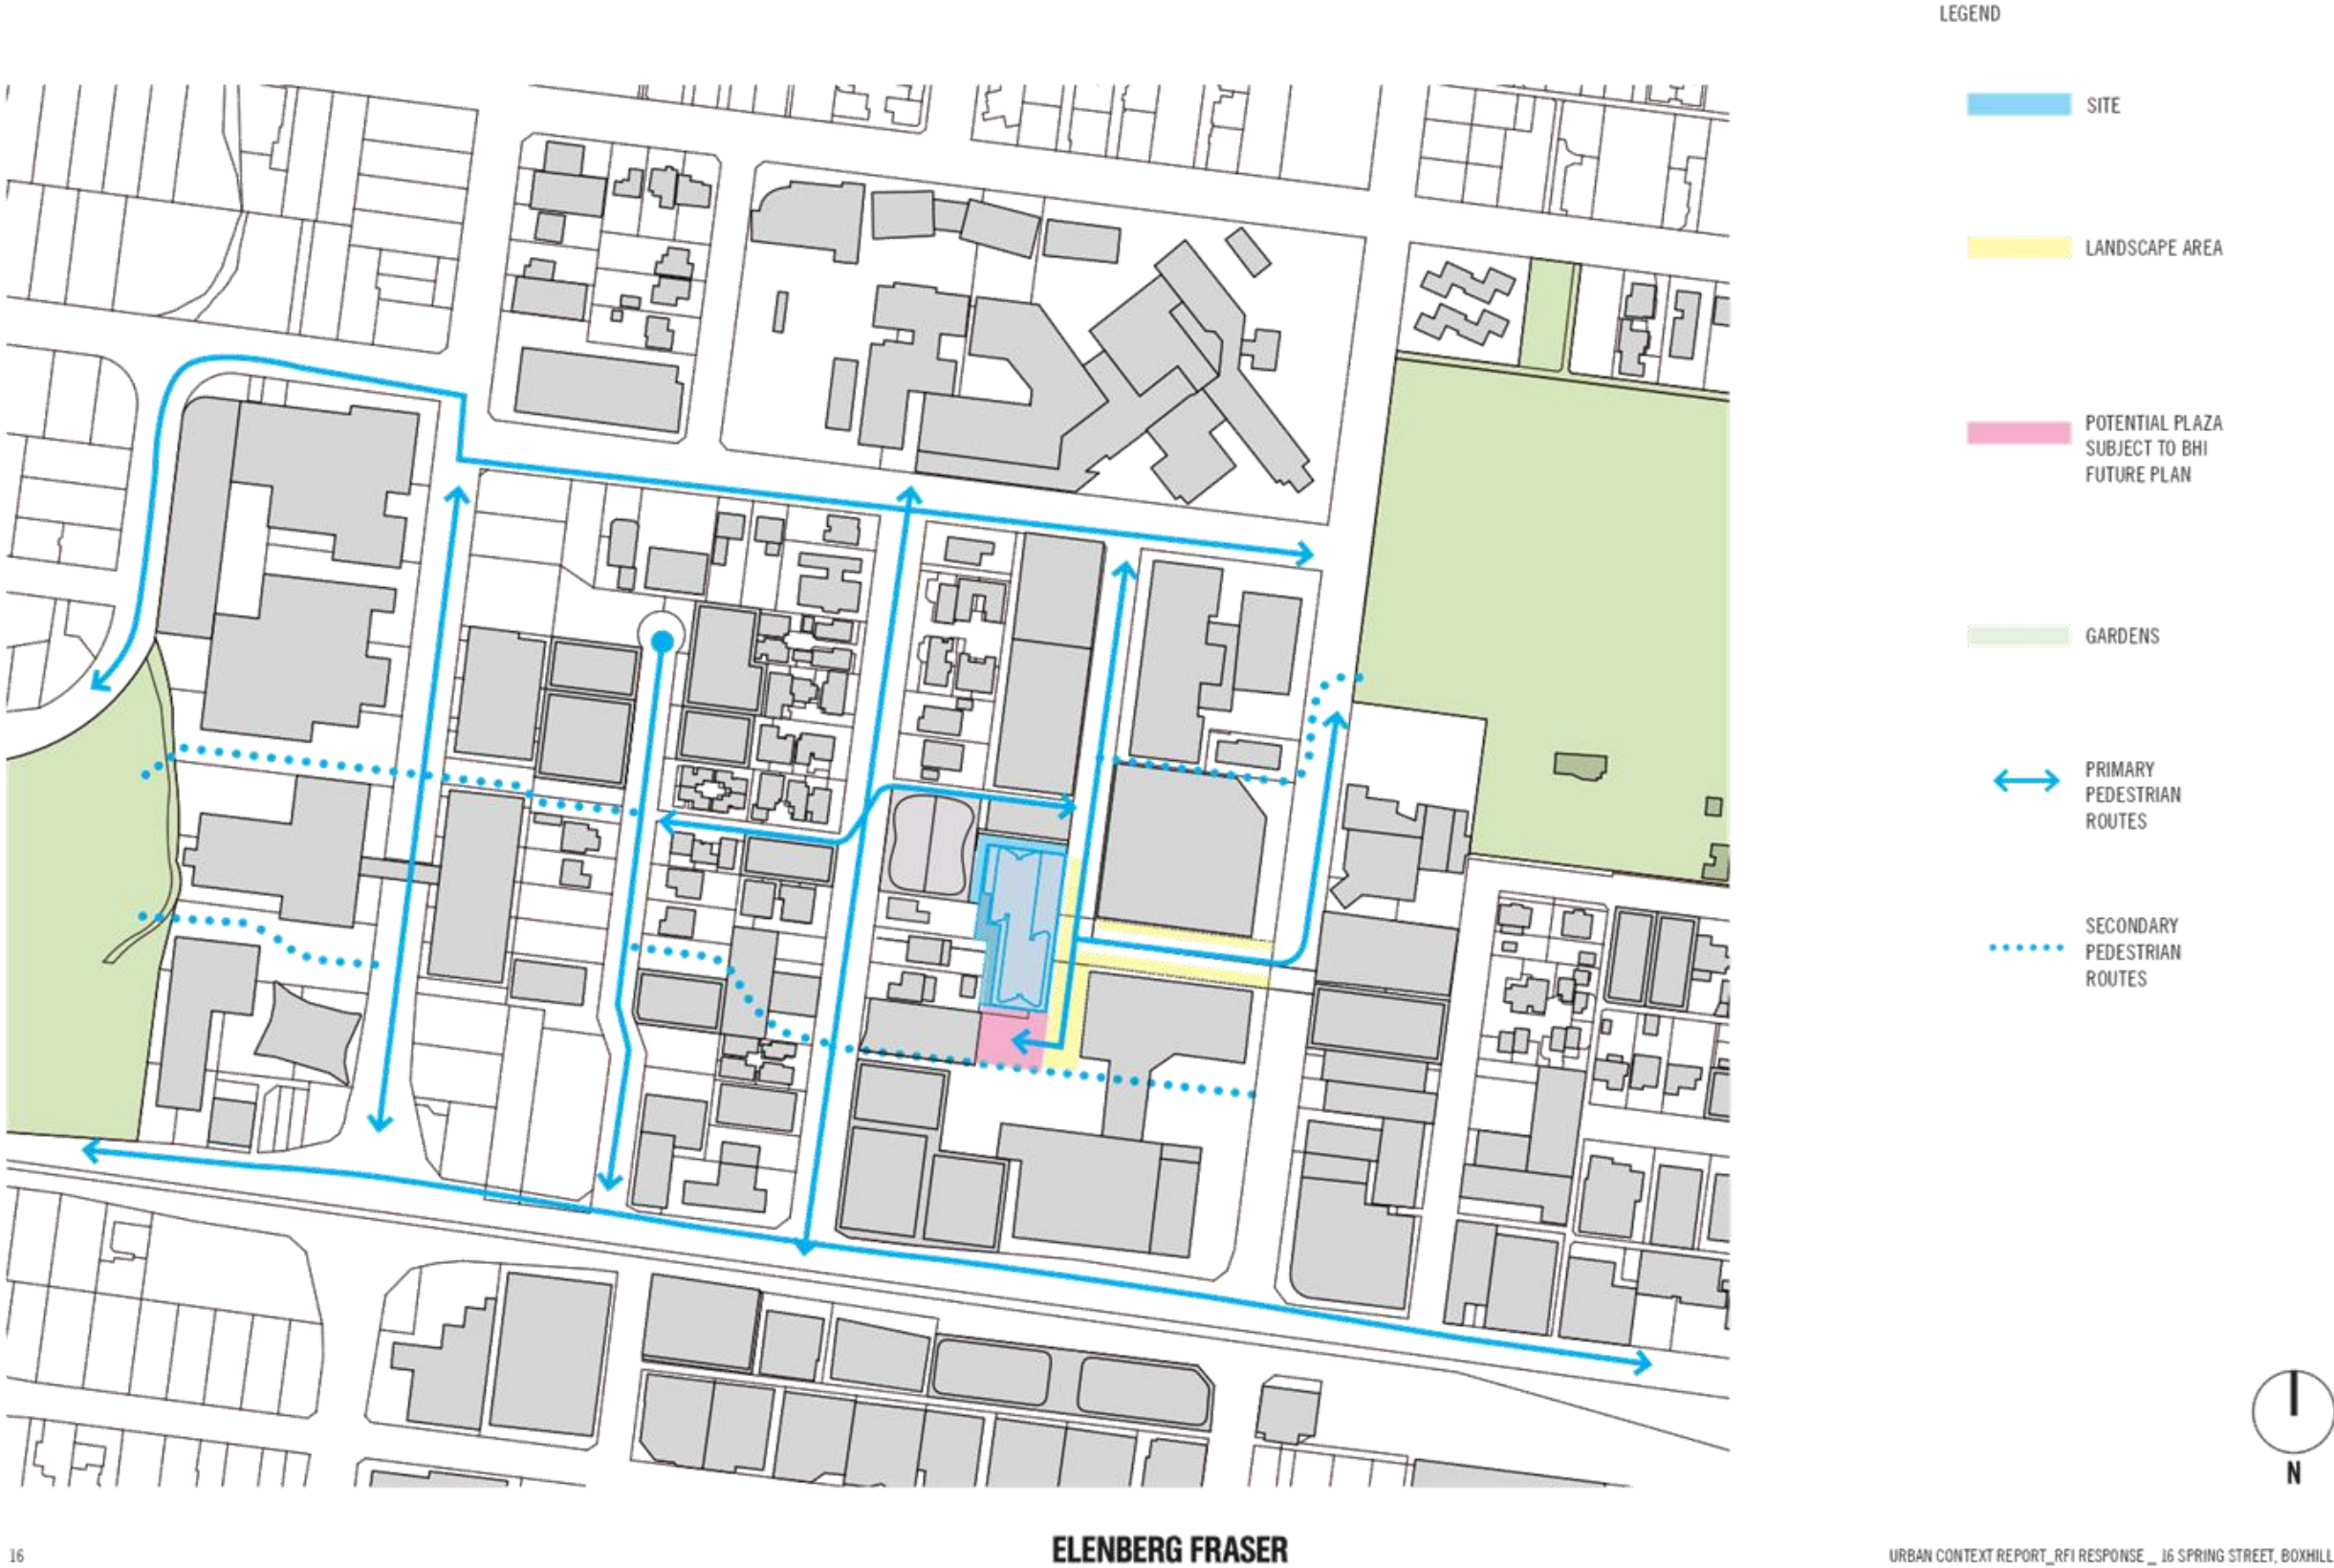 LEGEND
SITE
LANDSCAPE AREA
POTENTIAL PLAZA
SUBJECT TO BHI
FUTURE PLAN
GARDENS
PRIMARY
PEDESTRIAN
ROUTES
SECONDARY
PEDESTRIAN
ROUTES
N
16
ELENBERG FRASER
URBAN CONTEXT REPORT_RFI RESPONSE _ 16 SPRING STREET, BOXHILL